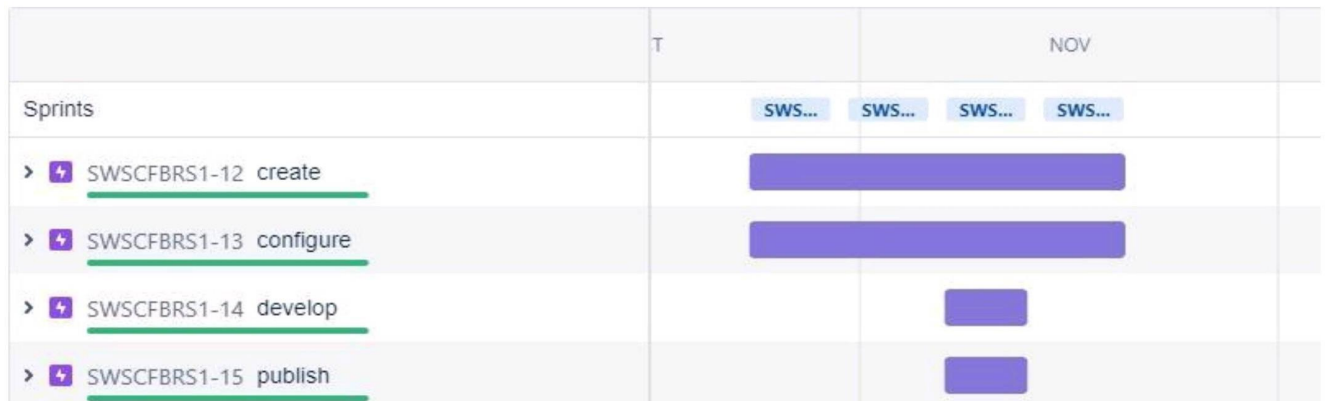 T NOV
Sprints SWS... SWS... SWS... SWS...
SWSCFBRS1-12 create
SWSCFBRS1-13 configure
SWSCFBRS1-14 develop
SWSCFBRS1-15 publish